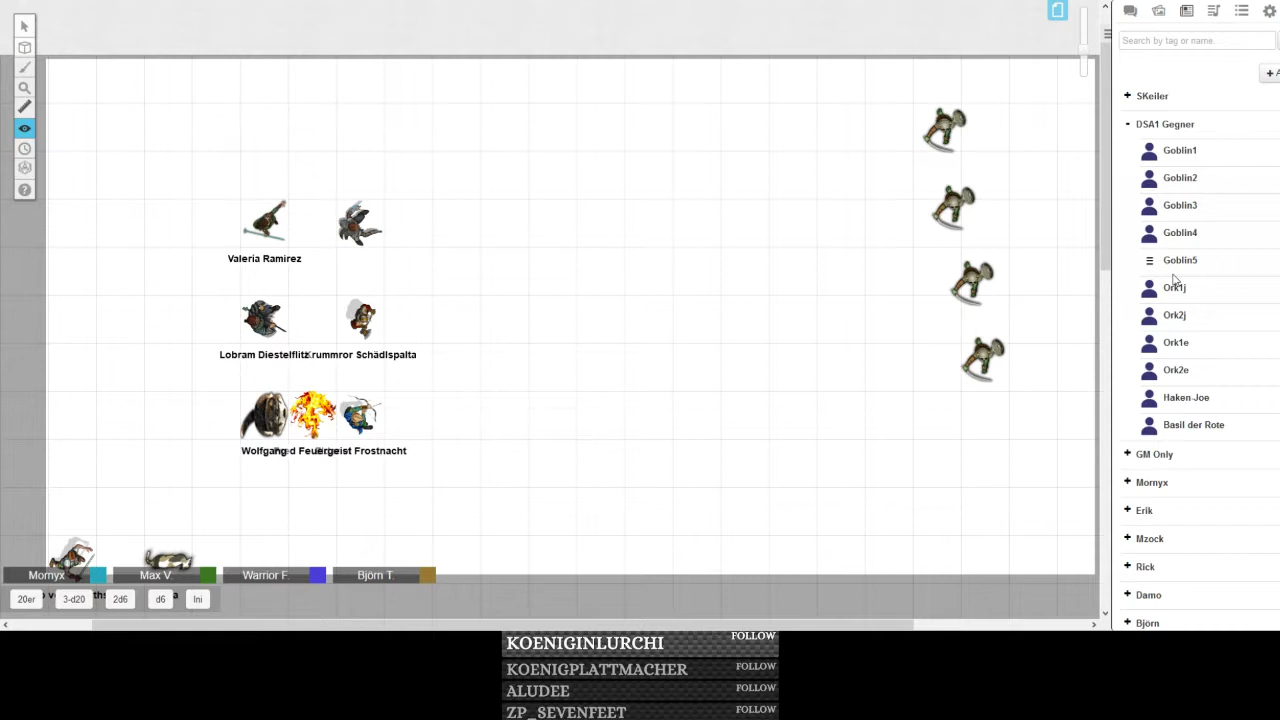 Search by tag or name...
+ A
+ SKeiler
- DSA1 Gegner
Goblin1
Goblin2
Goblin3
Goblin4
Goblin5
Ork1j
Ork2j
Ork1e
Ork2e
Haken Joe
Basil der Rote
+ GM Only
+ Mornyx
+ Erik
+ Mzock
+ Rick
+ Damo
+ Björn
Valeria Ramirez
Lobram Diestelflitz Krummror Schädlspalta
Wolfgang d Feuergeist Frostnacht
Mornyx
Max V.
Warrior F.
Björn T.
20er
3-d20
2d6
d6
Ini
KOENIGINLURCHI FOLLOW
KOENIGPLATTMACHER FOLLOW
ALUDEE FOLLOW
ZP_SEVENFEET FOLLOW